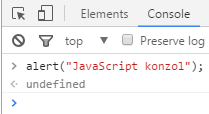 Elements Console
top Preserve log
> alert("JavaScript konzol");
undefined
>